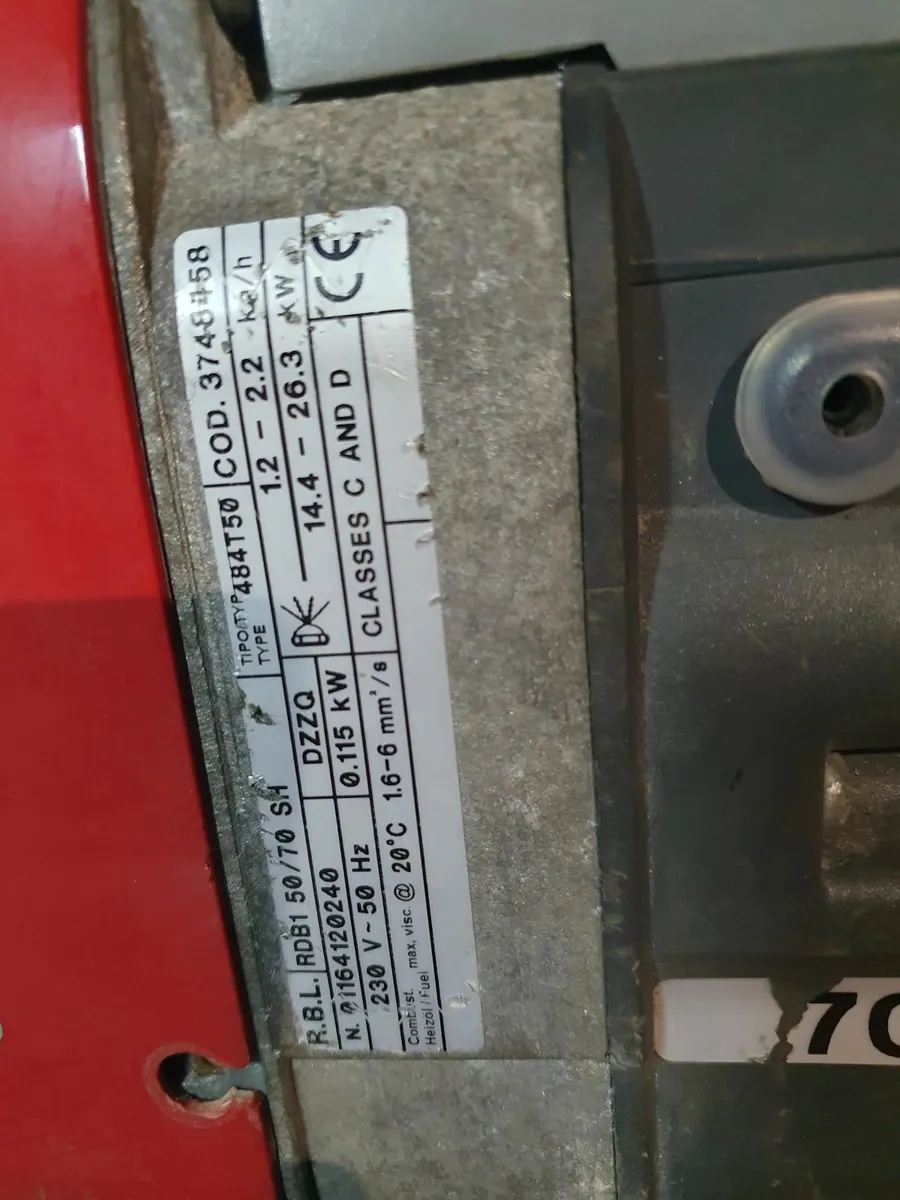 R.B.L. RDB1 50/70 SH TIPO/TYP TYPE 484T50 COD. 3748458
N. 01164120240 DZZQ 1.2 - 2.2 kg/h
230 V ~ 50 Hz 0.115 kW 14.4 - 26.3 kW
Combust. Heizöl / Fuel max, visc. @ 20°C 1.6-6 mm²/s CLASSES C AND D CE
70